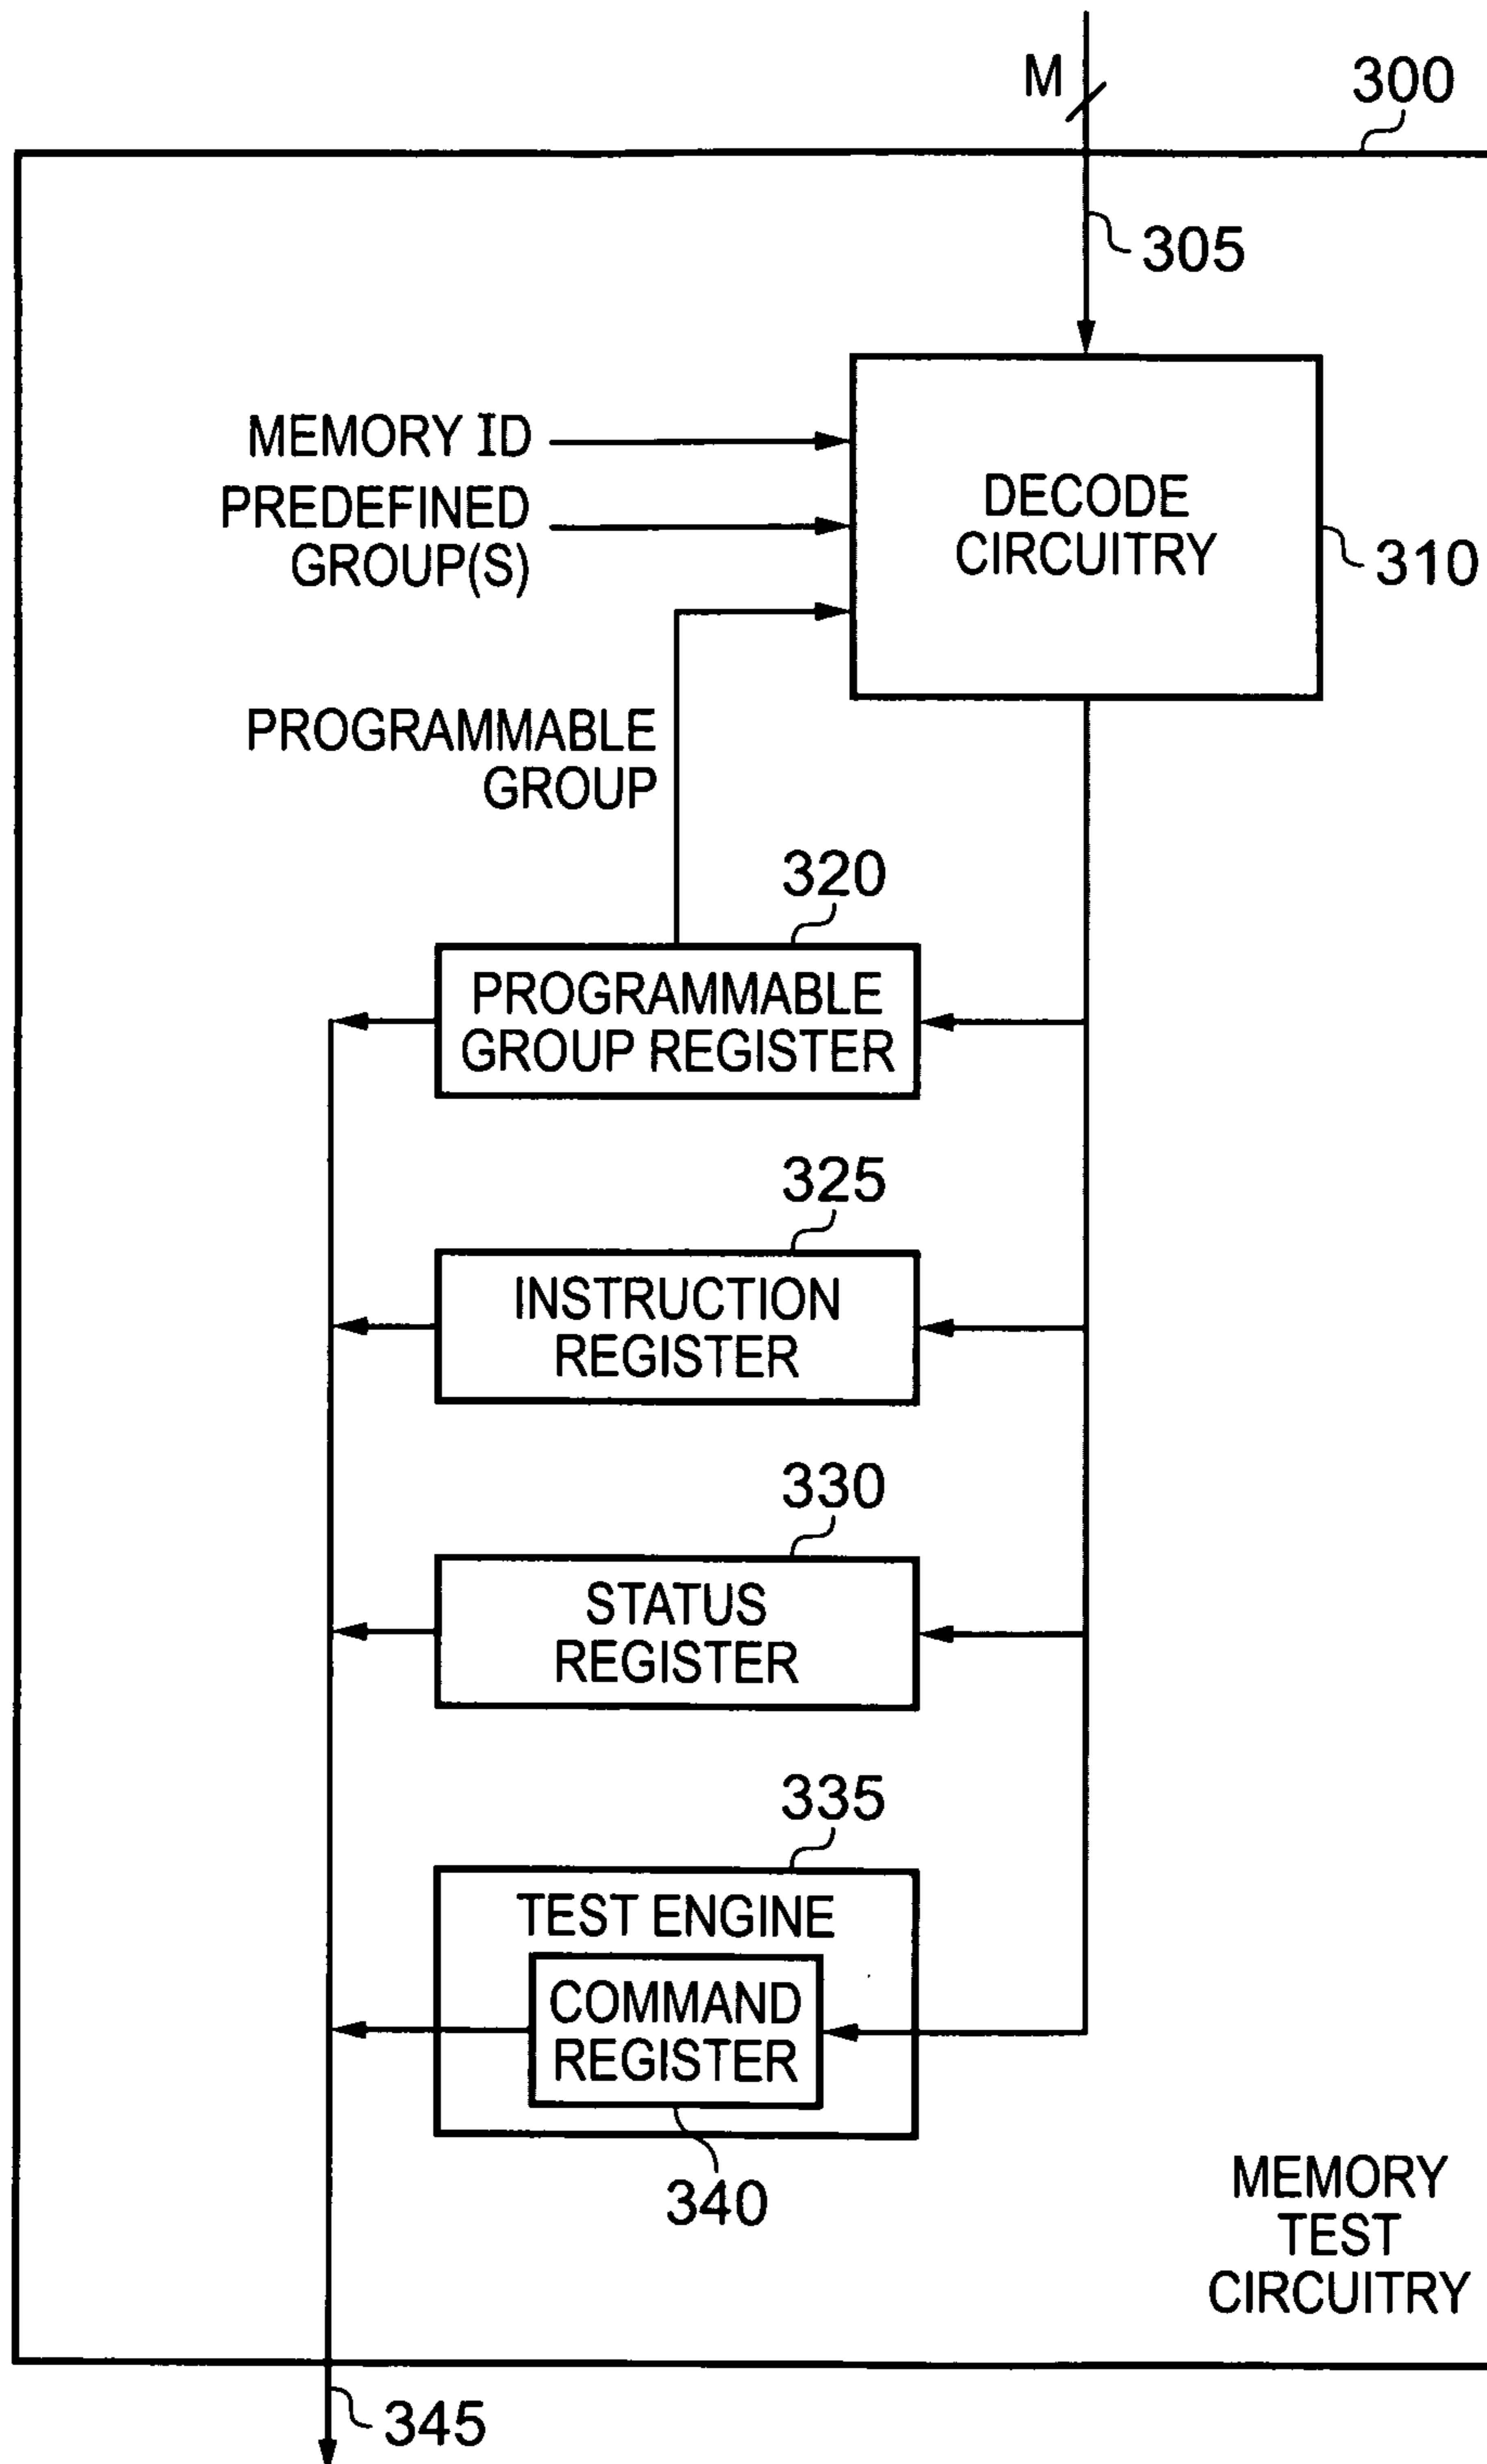 M
300
305
MEMORY ID
PREDEFINED
GROUP(S)
DECODE
CIRCUITRY
310
PROGRAMMABLE
GROUP
320
PROGRAMMABLE
GROUP REGISTER
325
INSTRUCTION
REGISTER
330
STATUS
REGISTER
335
TEST ENGINE
COMMAND
REGISTER
340
MEMORY
TEST
CIRCUITRY
345